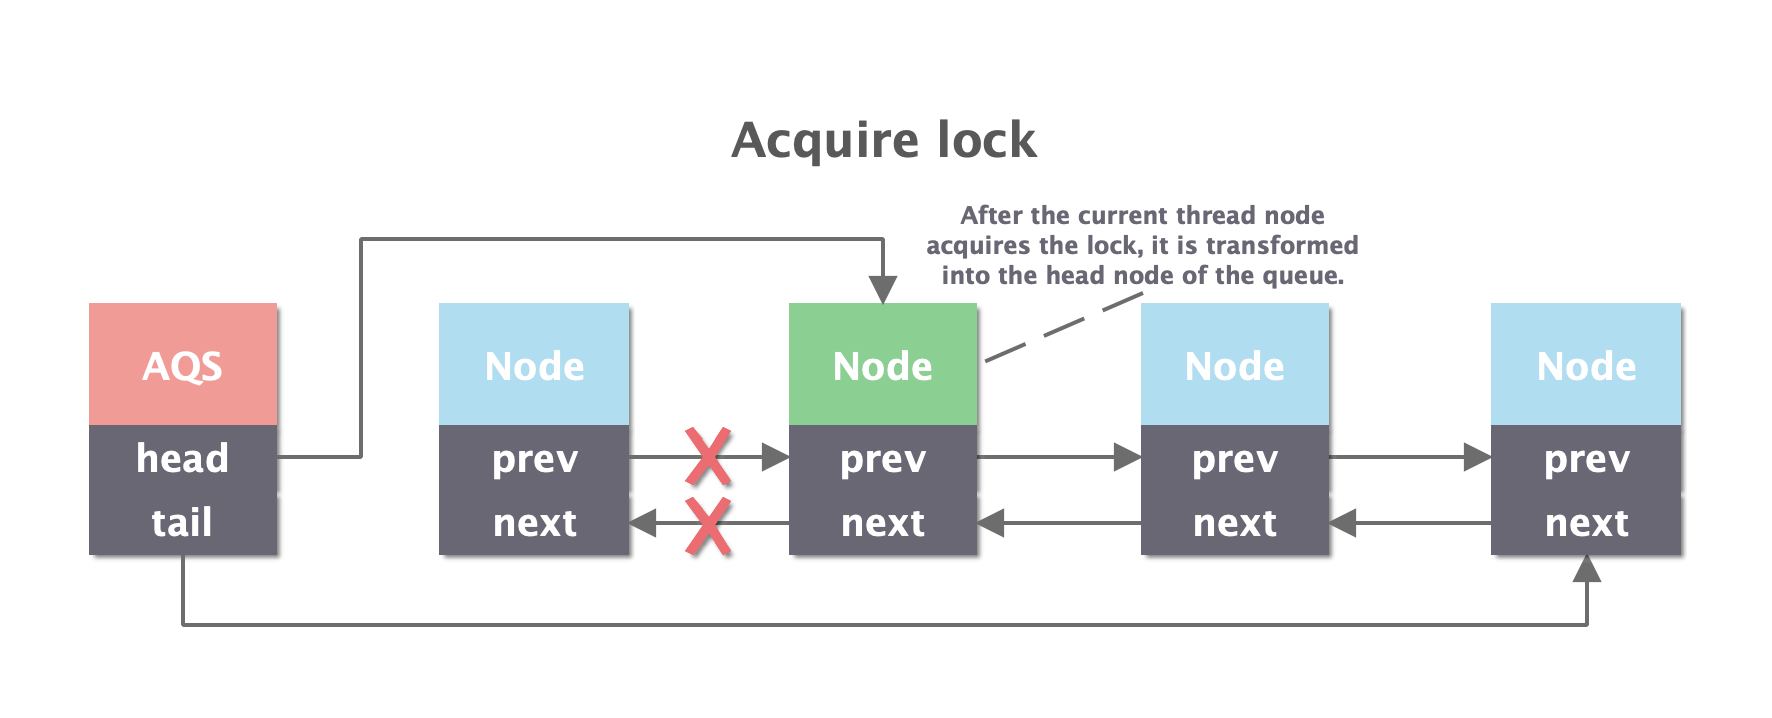 Acquire lock
After the current thread node
acquires the lock, it is transformed
into the head node of the queue.
AQS
head
tail
Node
prev
next
Node
prev
next
Node
prev
next
Node
prev
next